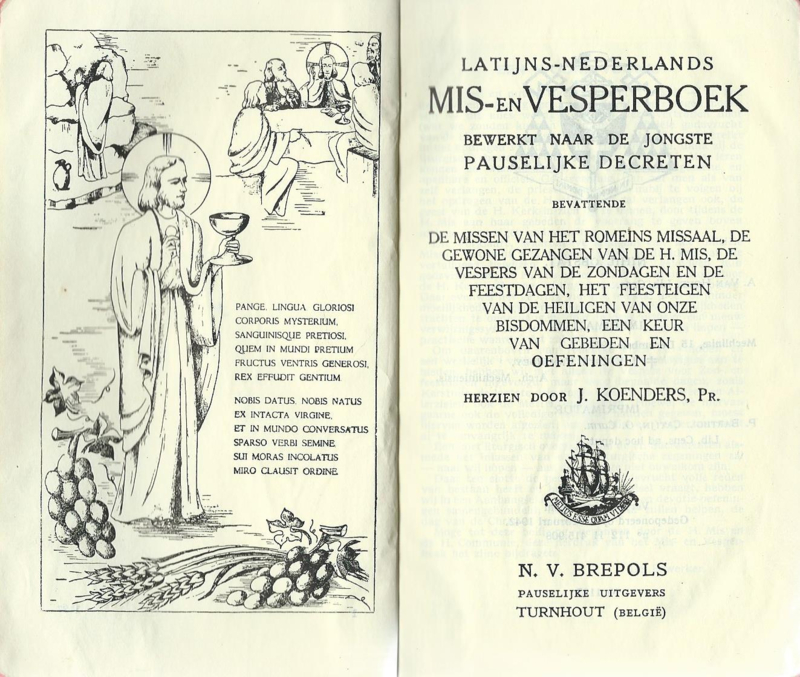 PANGE, LINGUA GLORIOSI
CORPORIS MYSTERIUM,
SANGUINISQUE PRETIOSI,
QUEM IN MUNDI PRETIUM
FRUCTUS VENTRIS GENEROSI,
REX EFFUDIT GENTIUM.
NOBIS DATUS, NOBIS NATUS
EX INTACTA VIRGINE,
ET IN MUNDO CONVERSATUS
SPARSO VERBI SEMINE
SUI MORAS INCOLATUS
MIRO CLAUSIT ORDINE.
LATIJNS-NEDERLANDS
MIS-EN VESPERBOEK
BEWERKT NAAR DE JONGSTE
PAUSELIJKE DECRETEN
BEVATTENDE
DE MISSEN VAN HET ROMEINS MISSAAL, DE
GEWONE GEZANGEN VAN DE H. MIS, DE
VESPERS VAN DE ZONDAGEN EN DE
FEESTDAGEN, HET FEESTEIGEN
VAN DE HEILIGEN VAN ONZE
BISDOMMEN, EEN KEUR
VAN GEBEDEN EN
OEFENINGEN
HERZIEN DOOR J. KOENDERS, PR.
N. V. BREPOLS
PAUSELIJKE UITGEVERS
TURNHOUT (BELGIË)